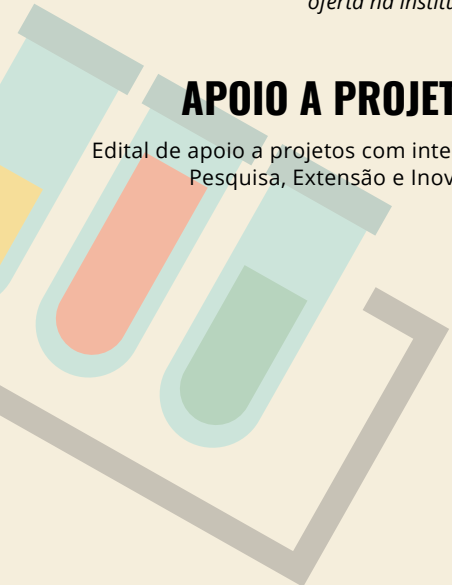 oferta na institu
APOIO A PROJET
Edital de apoio a projetos com inte
Pesquisa, Extensão e Inov